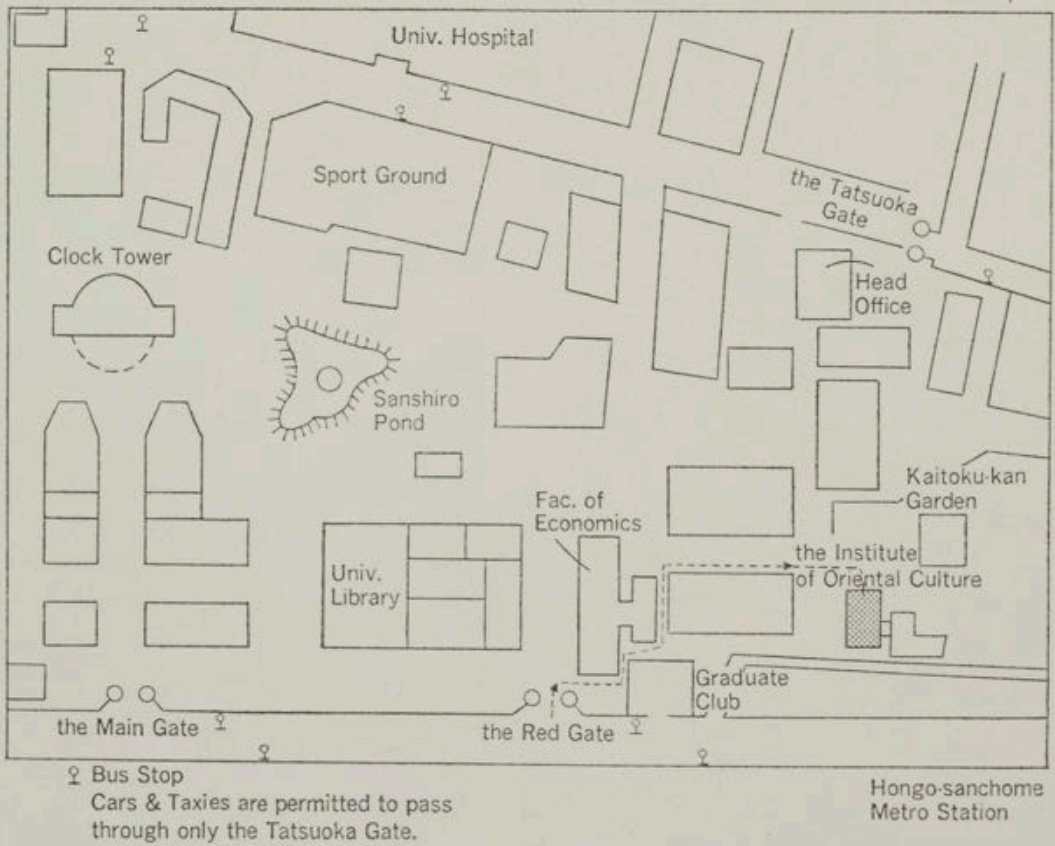 Univ. Hospital
Sport Ground
the Tatsuoka
Gate
Clock Tower
Head
Office
Sanshiro
Pond
Kaitoku-kan
Garden
Fac. of
Economics
the Institute
of Oriental Culture
Univ.
Library
Graduate
Club
the Main Gate
the Red Gate
Bus Stop
Cars & Taxies are permitted to pass
through only the Tatsuoka Gate.
Hongo-sanchome
Metro Station